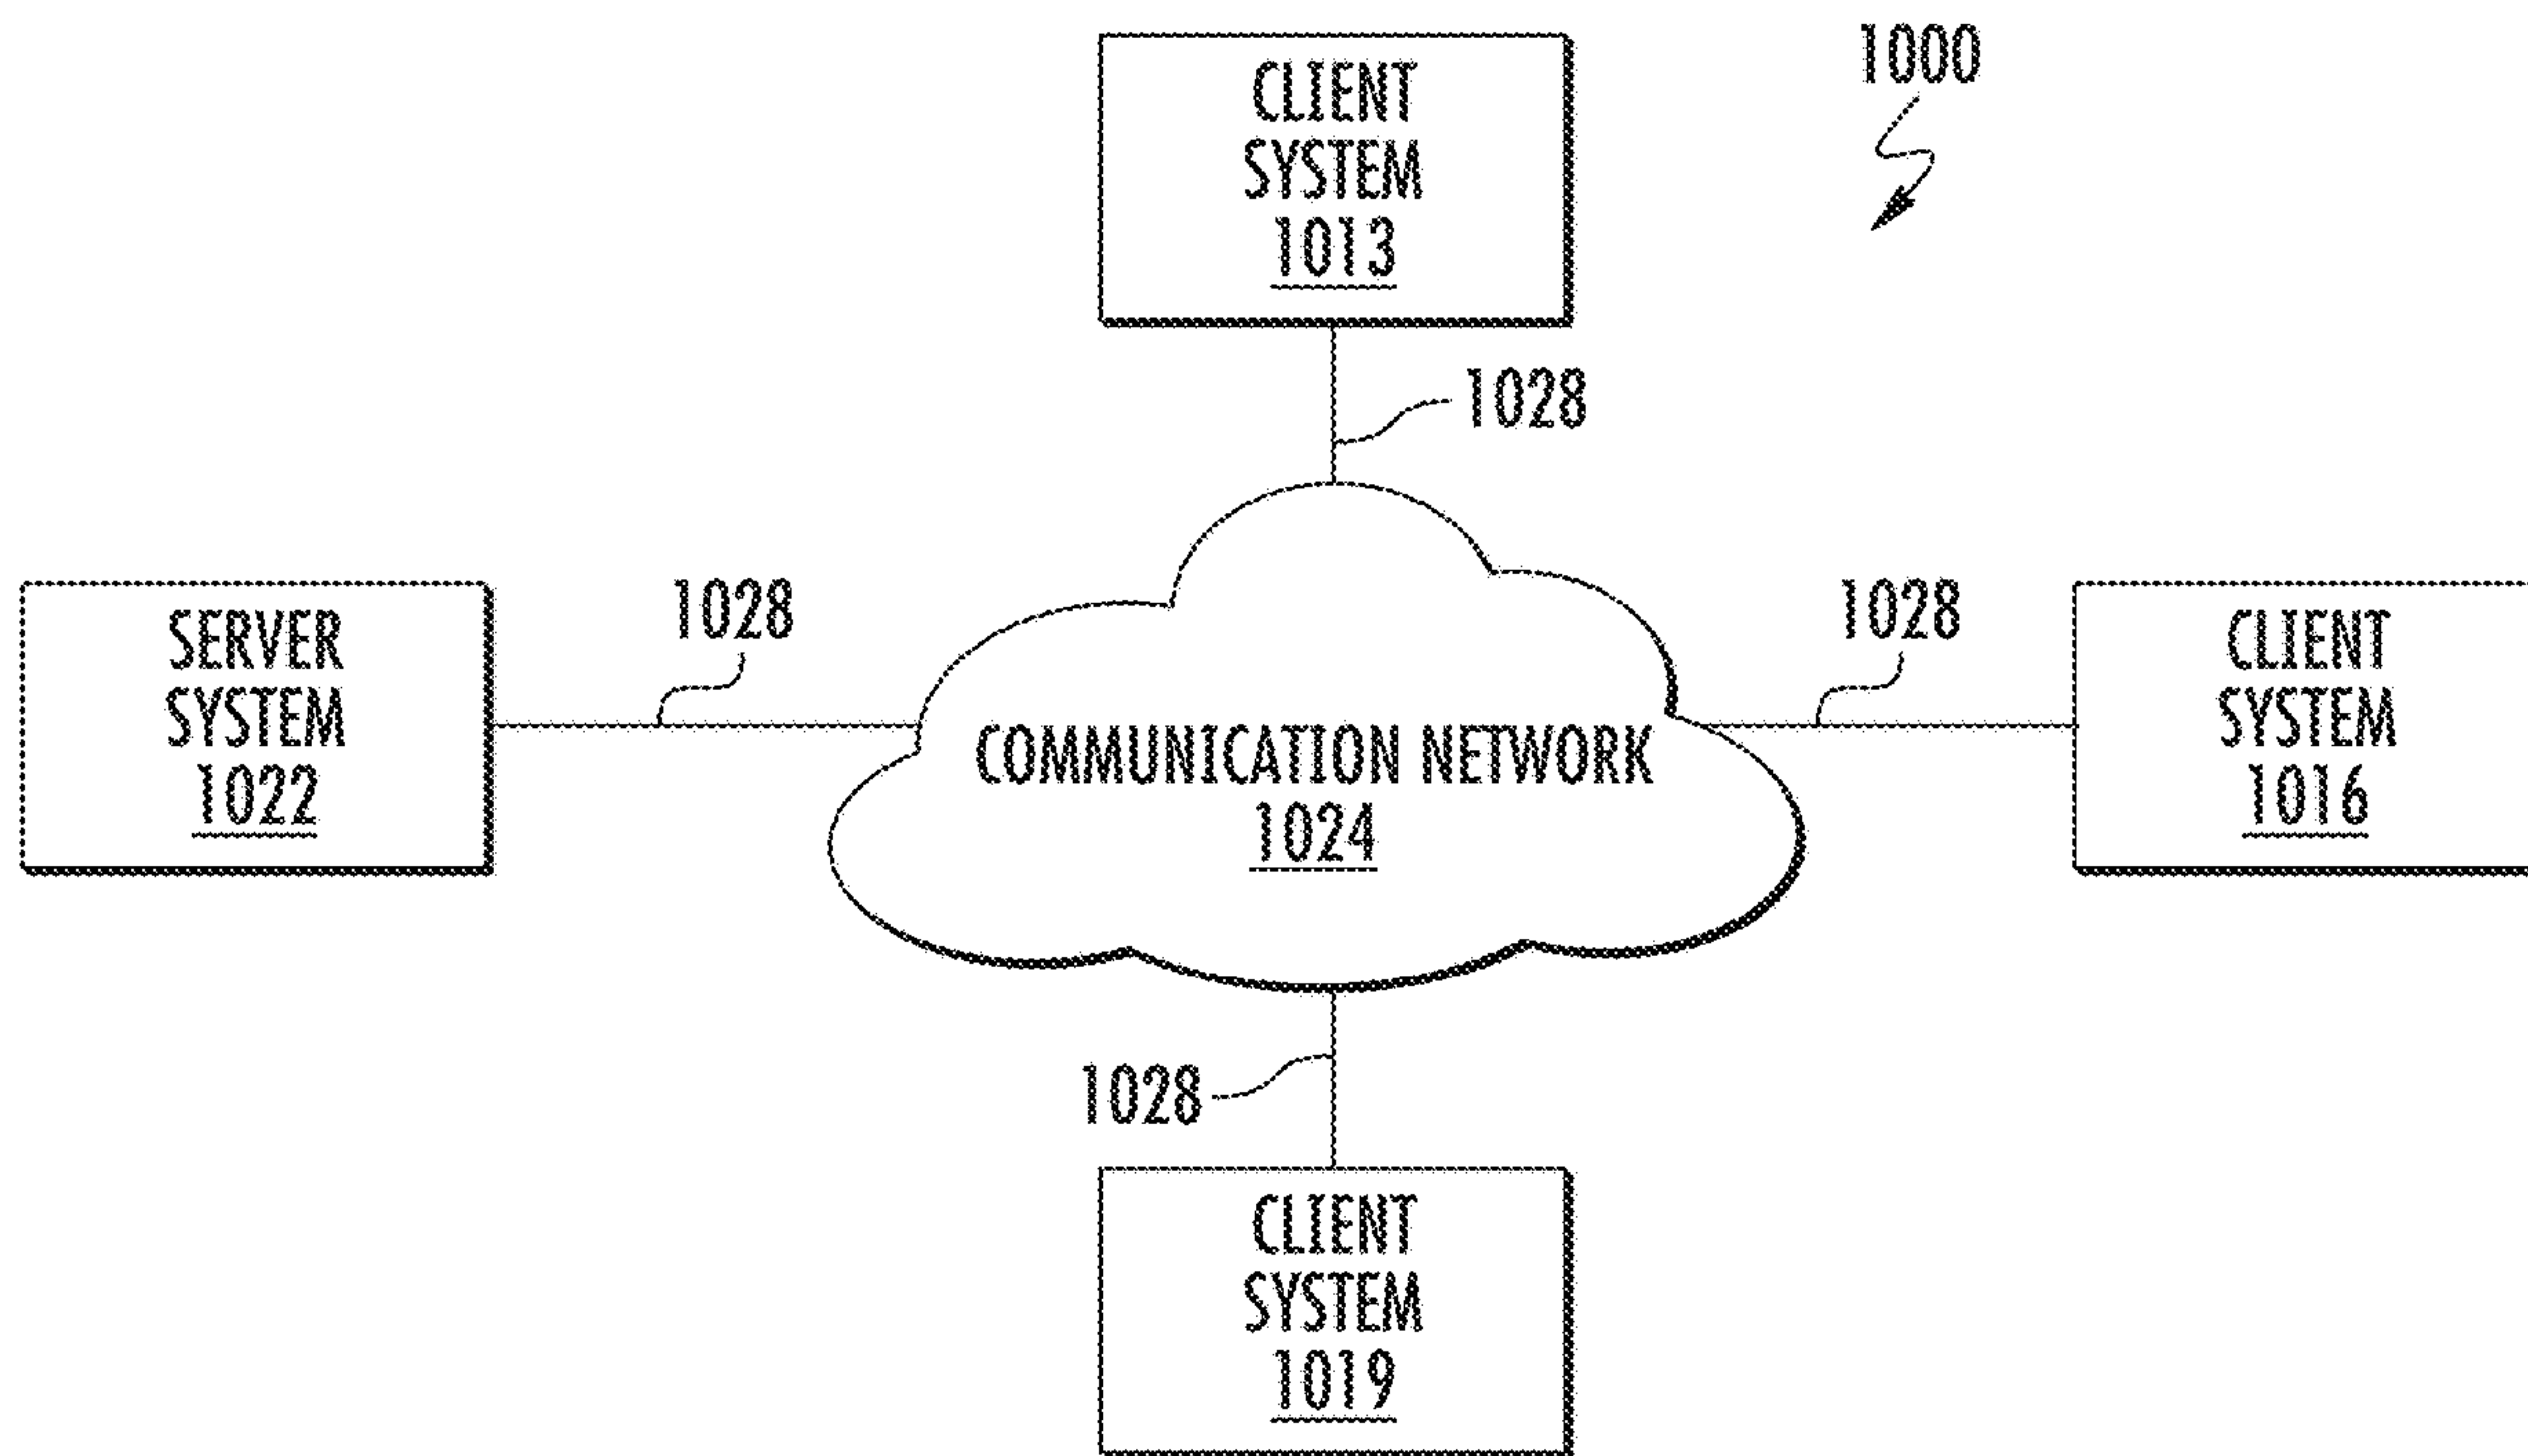 1000
CLIENT
SYSTEM
1013
1028
1028
1028
SERVER
SYSTEM
1022
COMMUNICATION NETWORK
1024
CLIENT
SYSTEM
1016
1028
CLIENT
SYSTEM
1019